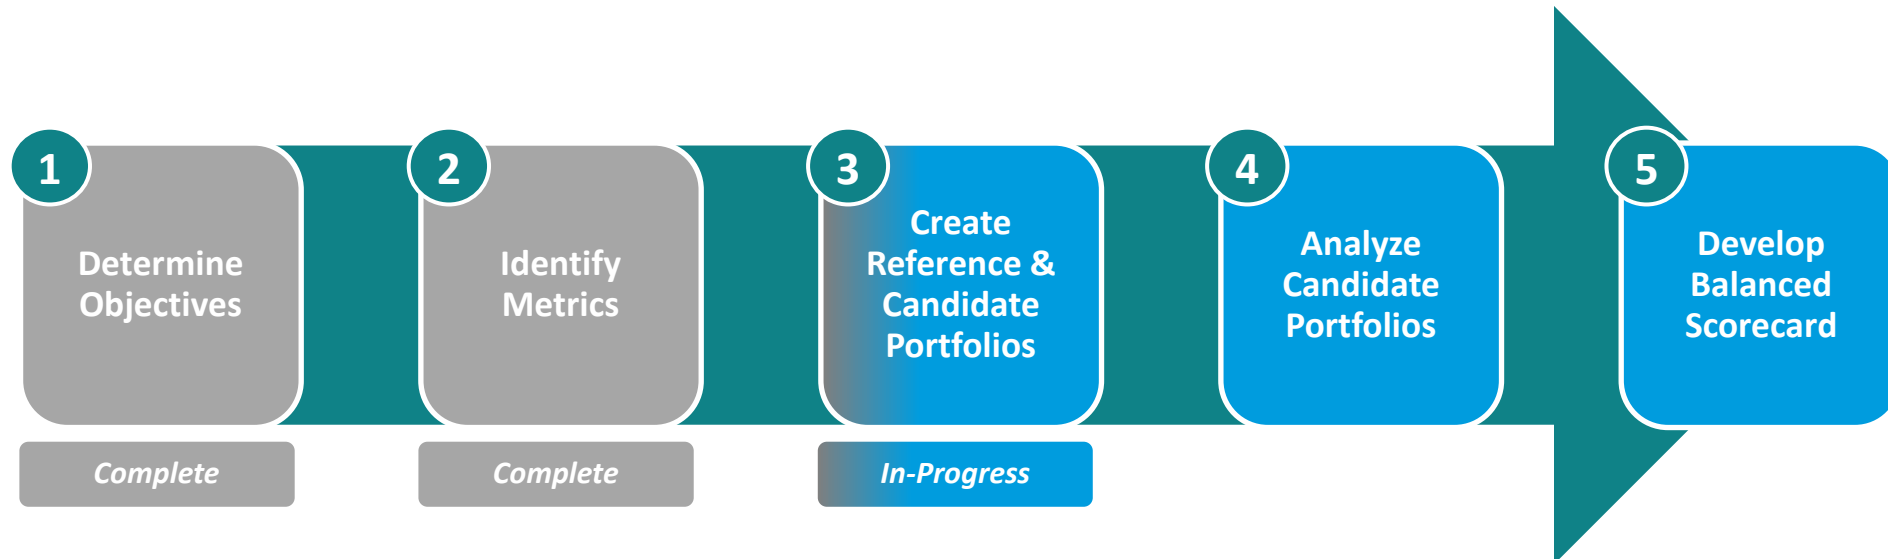 1
Determine
Objectives
Complete
2
Identify
Metrics
Complete
3
Create
Reference &
Candidate
Portfolios
In-Progress
4
Analyze
Candidate
Portfolios
5
Develop
Balanced
Scorecard